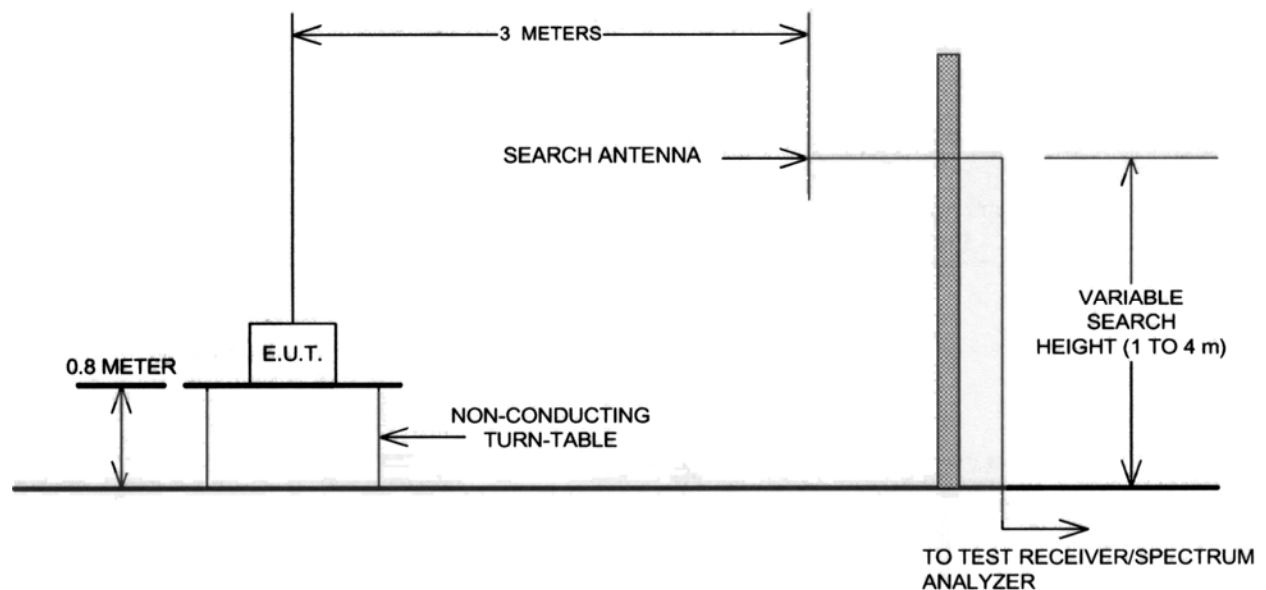 3 METERS
SEARCH ANTENNA
VARIABLE
SEARCH
HEIGHT (1 TO 4 m)
E.U.T.
0.8 METER
NON-CONDUCTING
TURN-TABLE
TO TEST RECEIVER/SPECTRUM
ANALYZER